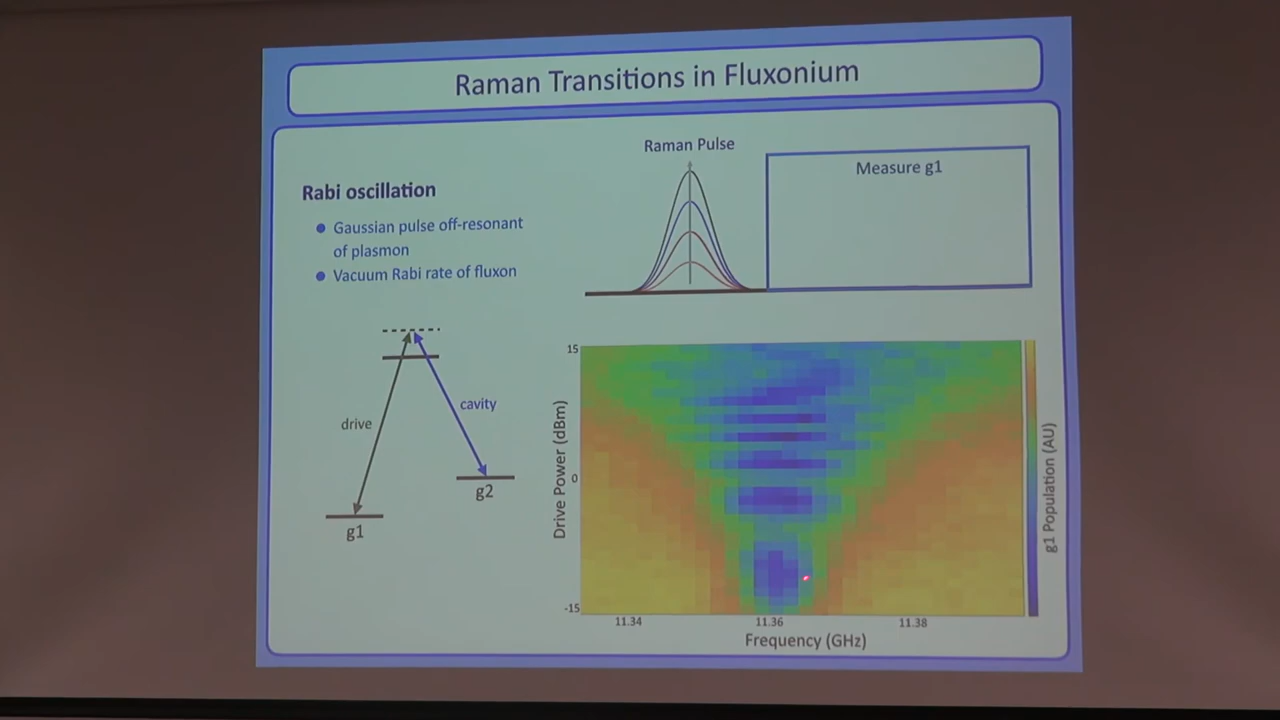 Raman Transitions in Fluxonium
Rabi oscillation
Gaussian pulse off-resonant
of plasmon
Vacuum Rabi rate of fluxon
Raman Pulse
Measure g1
drive
cavity
g1
g2
15
0
-15
Drive Power (dBm)
11.34
11.36
11.38
Frequency (GHz)
g1 Population (AU)